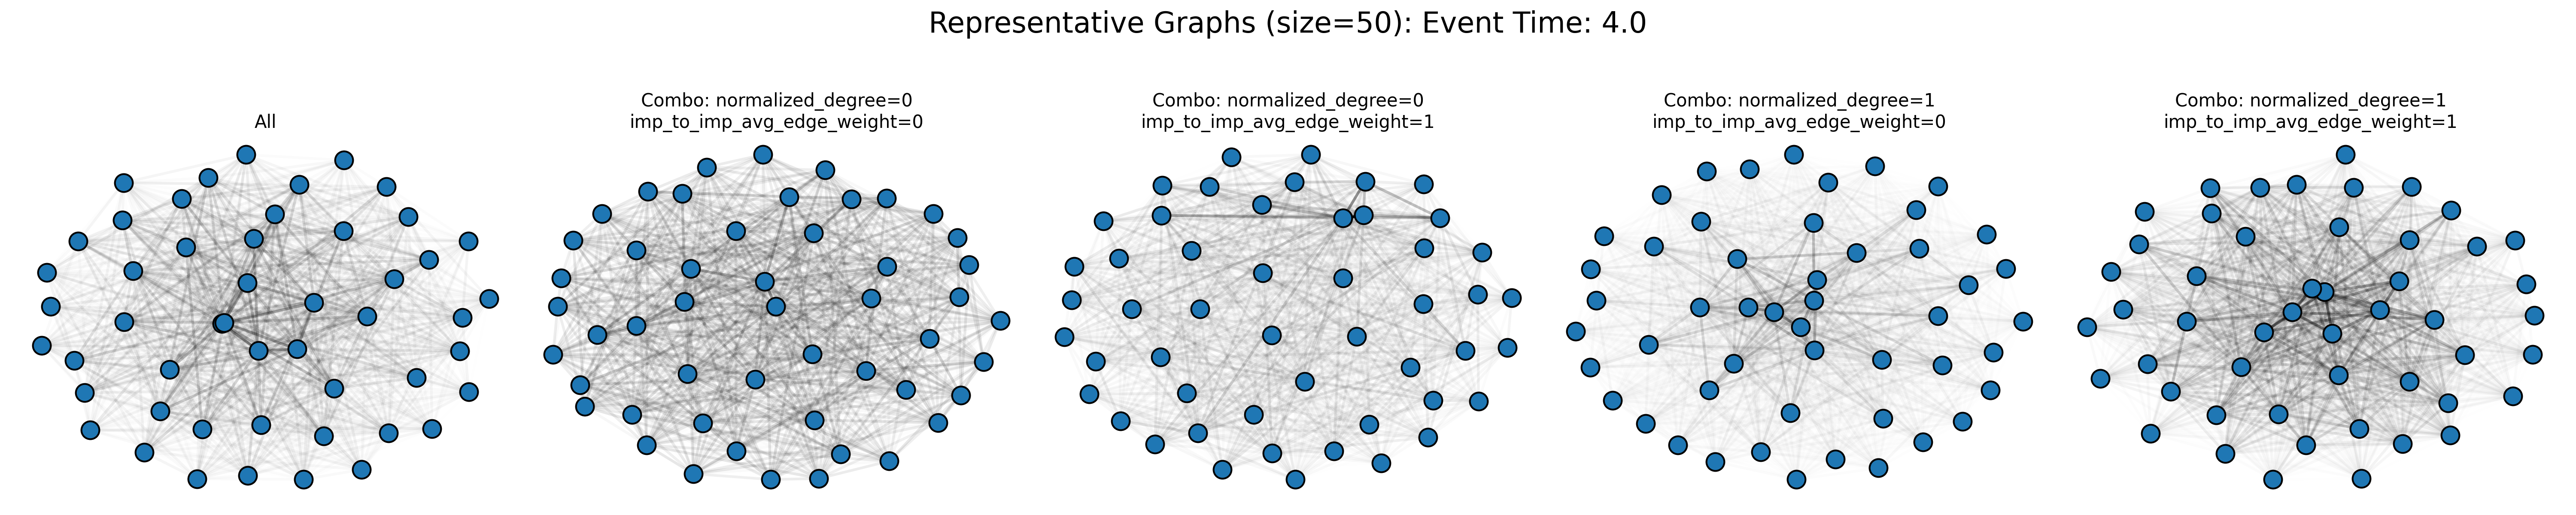 Representative Graphs (size=50): Event Time: 4.0
All
Combo: normalized_degree=0
imp_to_imp_avg_edge_weight=0
Combo: normalized_degree=0
imp_to_imp_avg_edge_weight=1
Combo: normalized_degree=1
imp_to_imp_avg_edge_weight=0
Combo: normalized_degree=1
imp_to_imp_avg_edge_weight=1